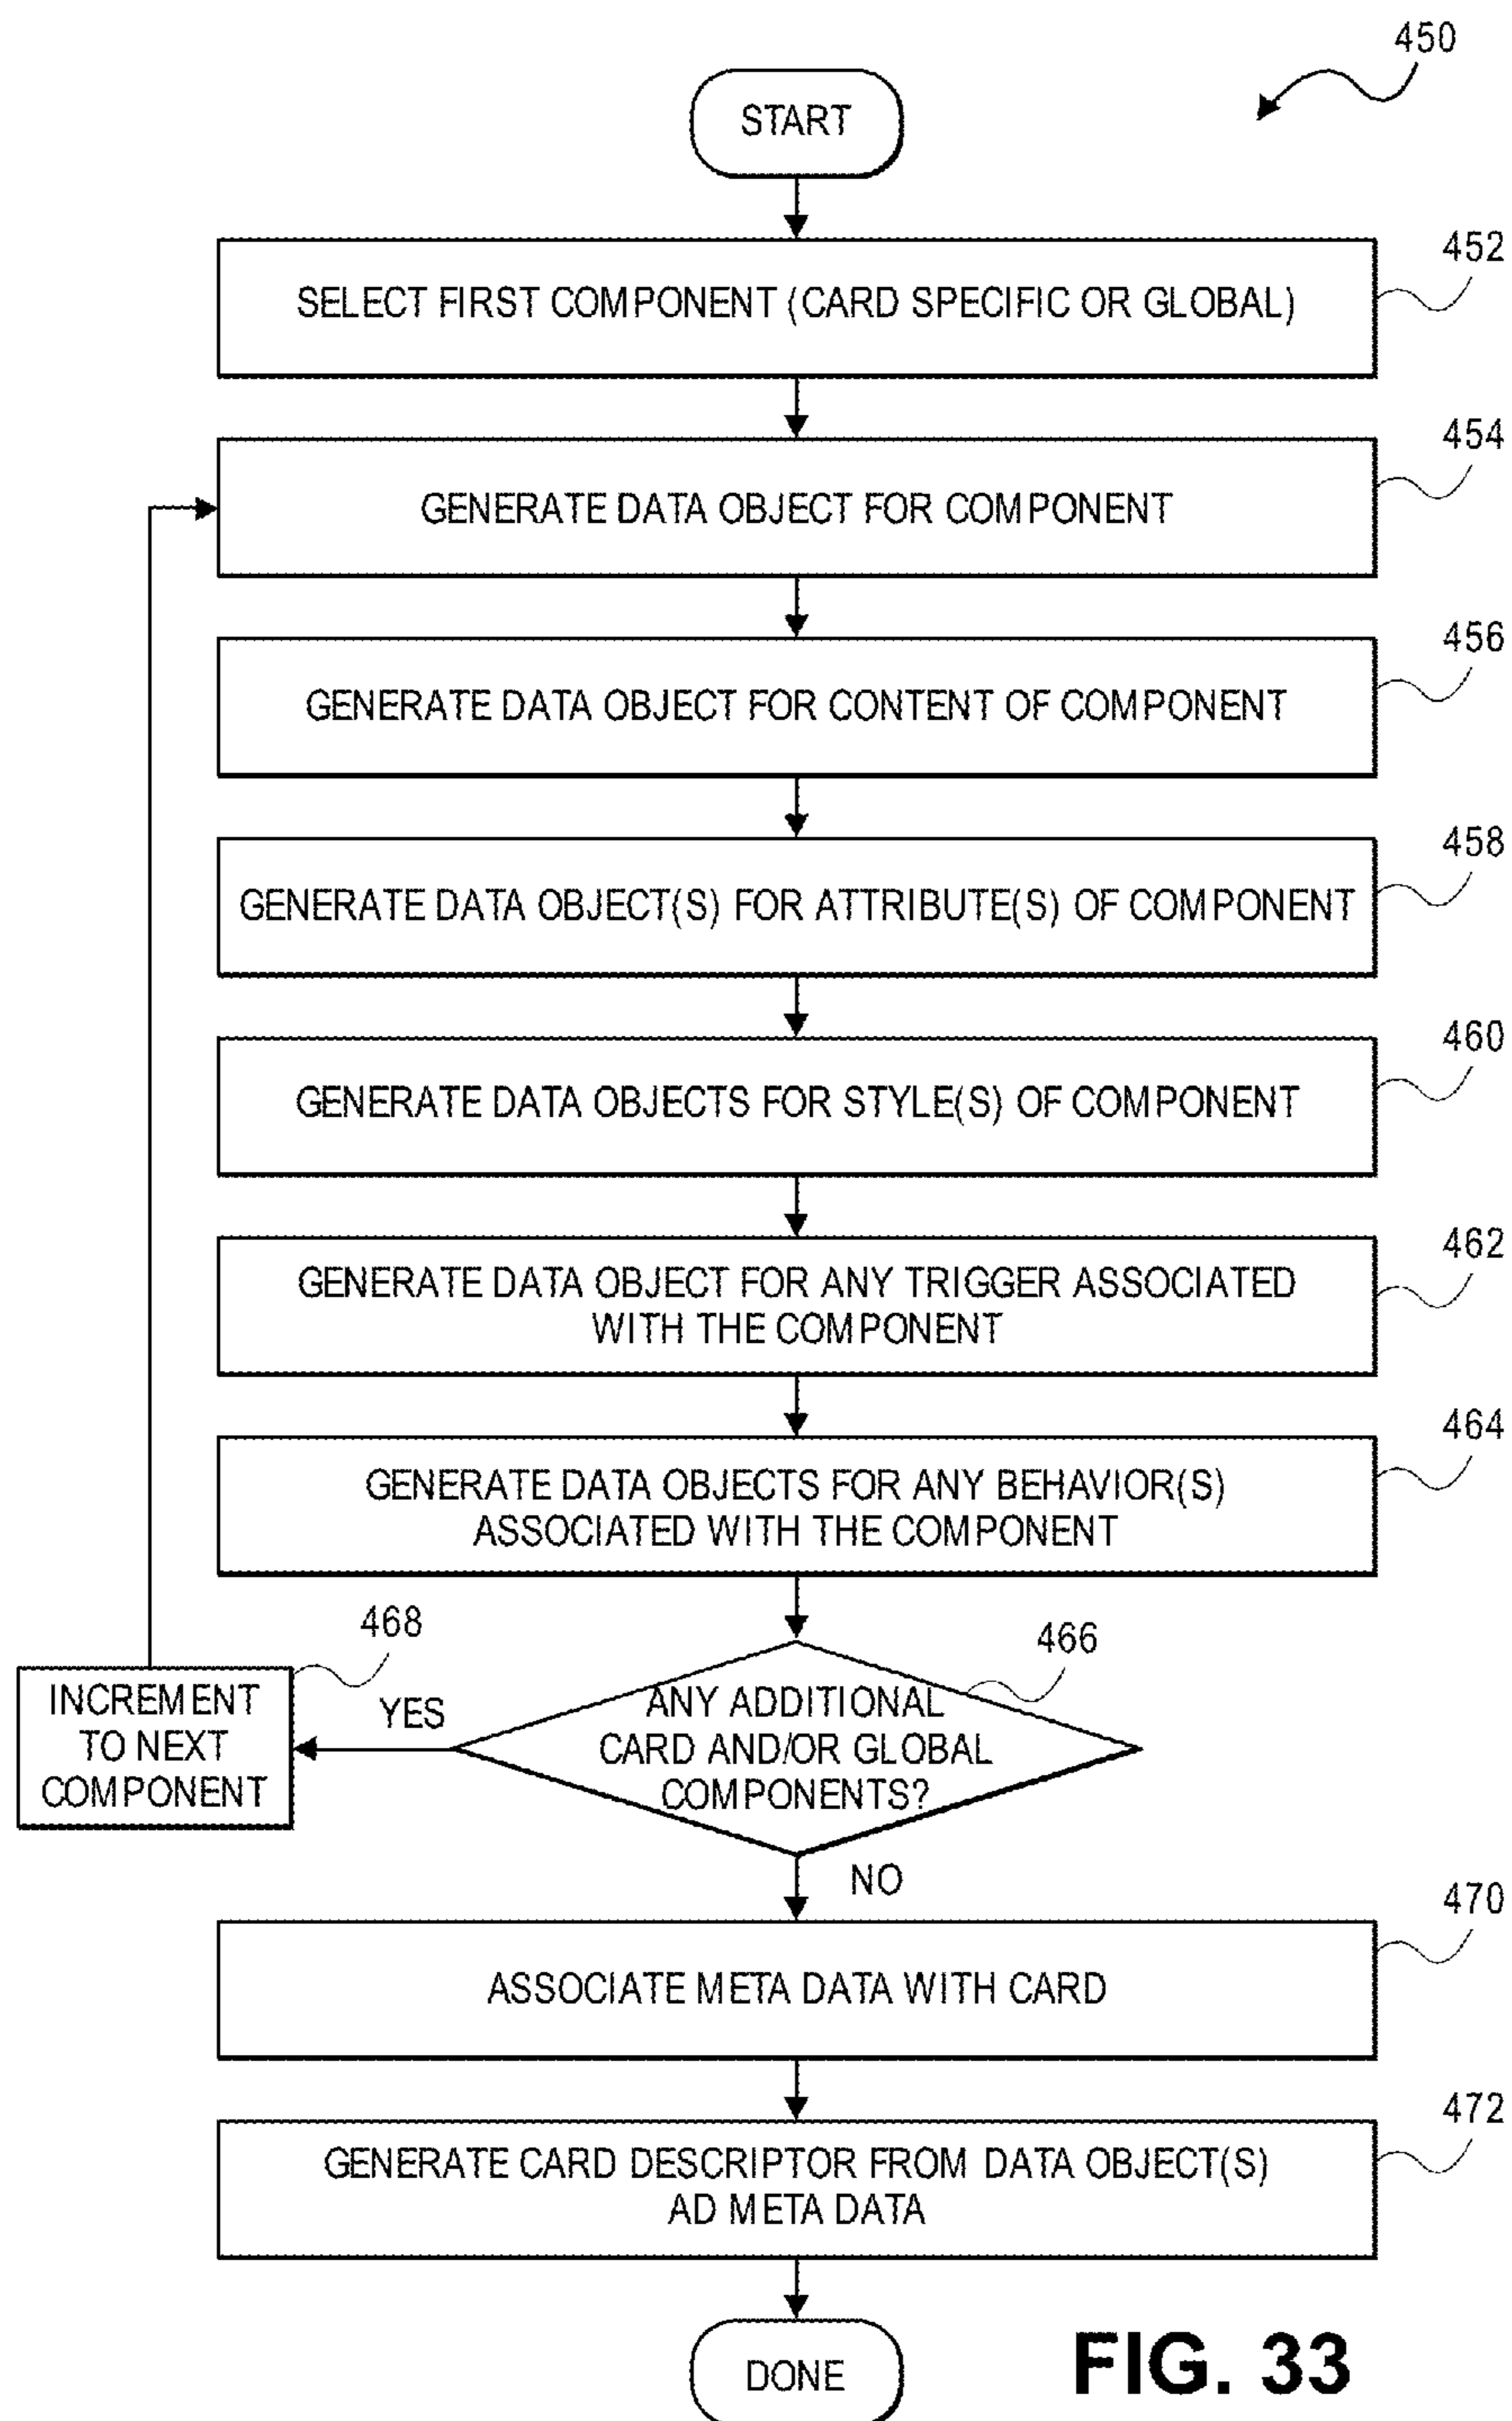 450
START
452
SELECT FIRST COMPONENT (CARD SPECIFIC OR GLOBAL)
454
GENERATE DATA OBJECT FOR COMPONENT
456
GENERATE DATA OBJECT FOR CONTENT OF COMPONENT
458
GENERATE DATA OBJECT(S) FOR ATTRIBUTE(S) OF COMPONENT
460
GENERATE DATA OBJECTS FOR STYLE(S) OF COMPONENT
462
GENERATE DATA OBJECT FOR ANY TRIGGER ASSOCIATED
WITH THE COMPONENT
464
GENERATE DATA OBJECTS FOR ANY BEHAVIOR(S)
ASSOCIATED WITH THE COMPONENT
466
ANY ADDITIONAL
CARD AND/OR GLOBAL
COMPONENTS?
YES
468
INCREMENT
TO NEXT
COMPONENT
NO
470
ASSOCIATE META DATA WITH CARD
472
GENERATE CARD DESCRIPTOR FROM DATA OBJECT(S)
AD META DATA
DONE
FIG. 33